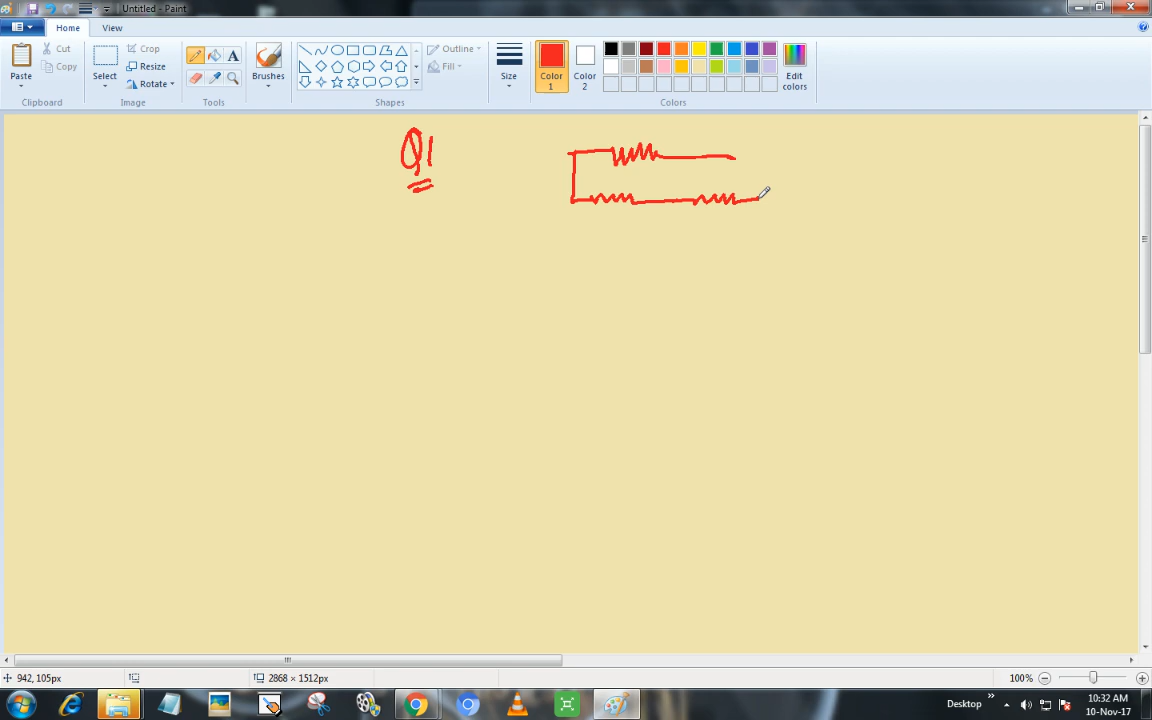 Untitled - Paint
Home View
Paste
Cut
Copy
Clipboard
Select
Crop
Resize
Rotate
Image
Tools
Brushes
Outline
Fill
Shapes
Size
Color 1
Color 2
Edit colors
Colors
Q1
942, 105px
2868 × 1512px
100%
Desktop
»
10:32 AM
10-Nov-17